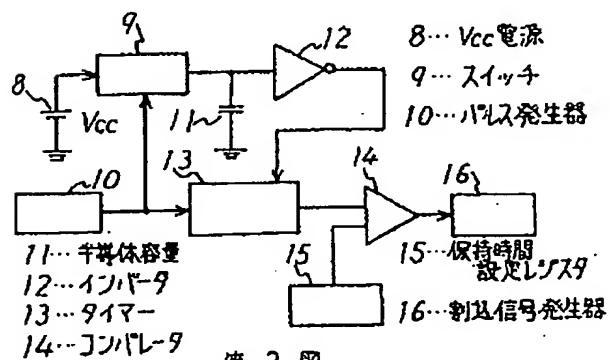 9
12
8… Vcc電源
8
Vcc
11
9… スイッチ
10… パルス発生器
10
13
14
16
11… 半導体容量
15
15… 保持時間
設定レジスタ
12… インバータ
13… タイマー
16… 割込信号発生器
14… コンパレータ
第2図